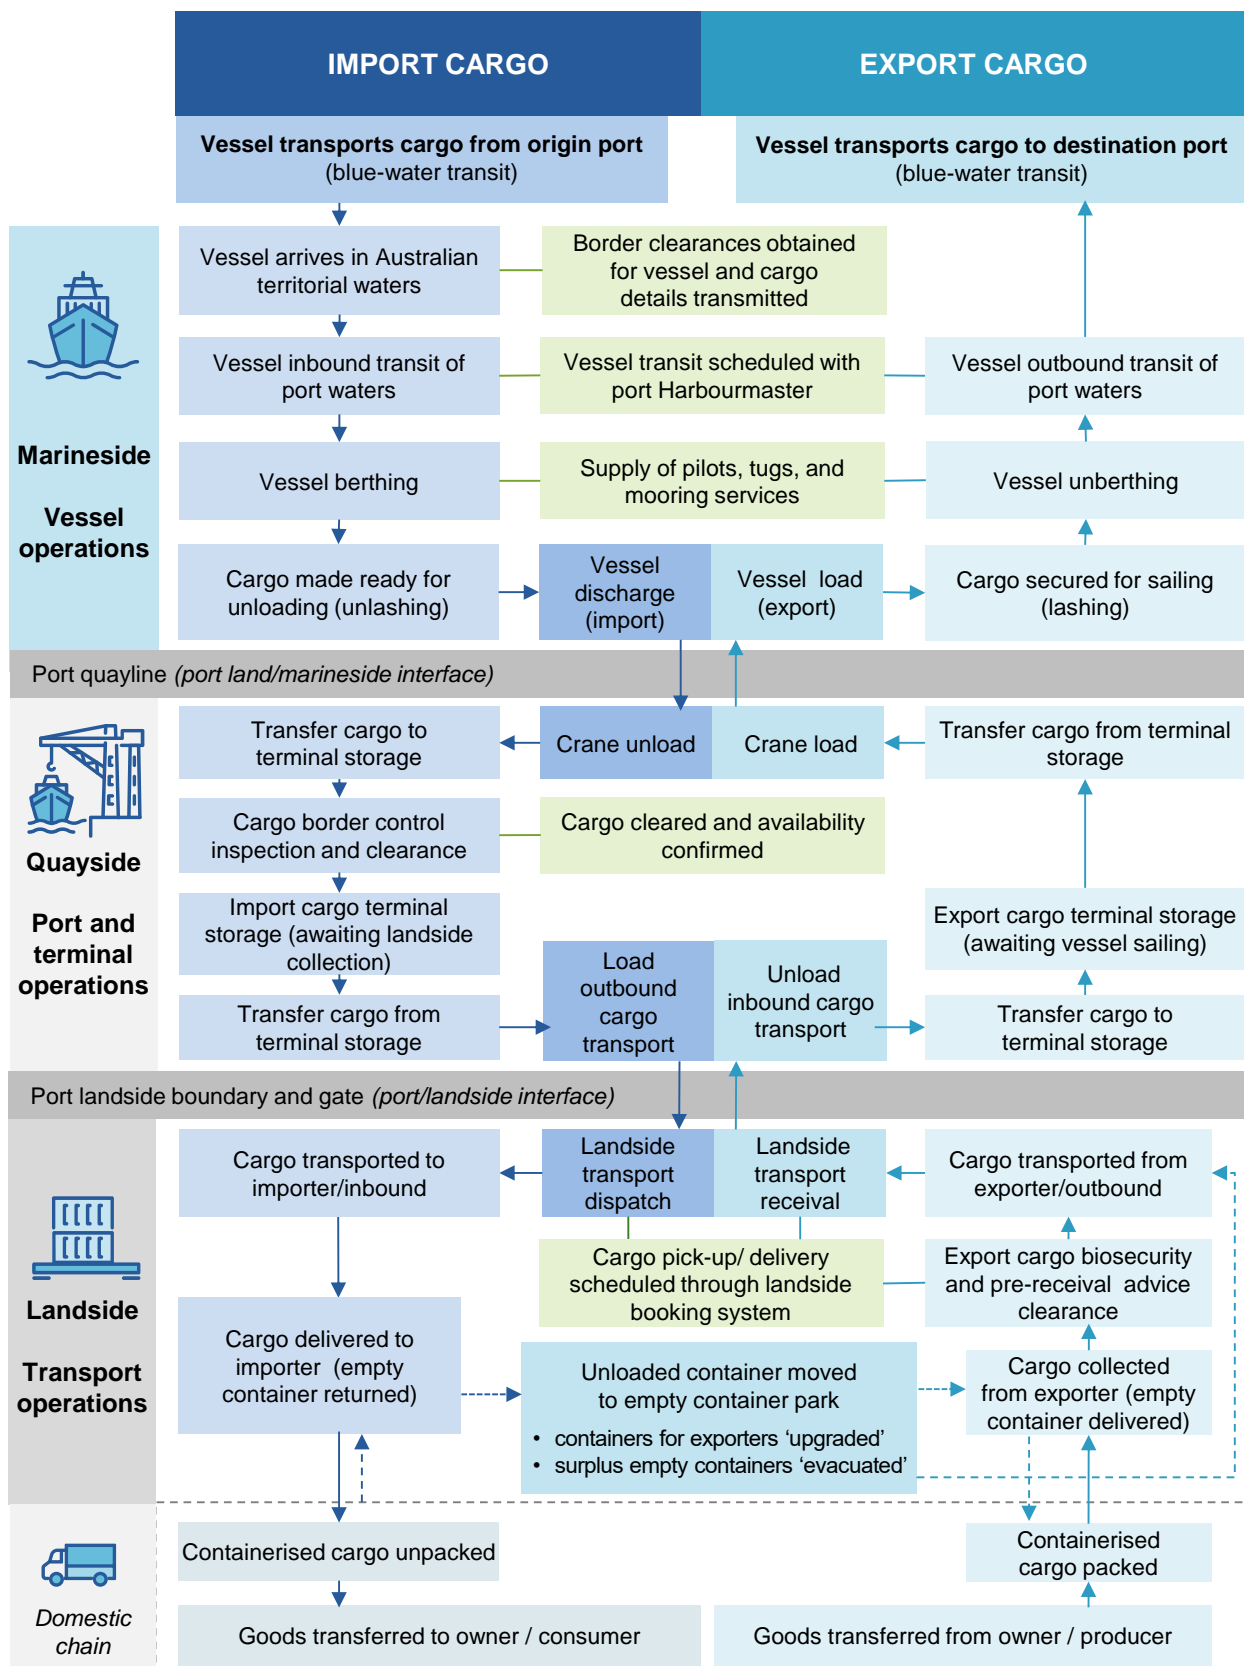 IMPORT CARGO
EXPORT CARGO
Vessel transports cargo from origin port
(blue-water transit)
Vessel transports cargo to destination port
(blue-water transit)
Marineside
Vessel
operations
Vessel arrives in Australian
territorial waters
Border clearances obtained
for vessel and cargo
details transmitted
Vessel inbound transit of
port waters
Vessel transit scheduled with
port Harbourmaster
Vessel outbound transit of
port waters
Vessel berthing
Supply of pilots, tugs, and
mooring services
Vessel unberthing
Cargo made ready for
unloading (unlashing)
Vessel
discharge
(import)
Vessel load
(export)
Cargo secured for sailing
(lashing)
Port quayline (port land/marineside interface)
Quayside
Port and
terminal
operations
Transfer cargo to
terminal storage
Crane unload
Crane load
Transfer cargo from terminal
storage
Cargo border control
inspection and clearance
Cargo cleared and availability
confirmed
Import cargo terminal
storage (awaiting landside
collection)
Export cargo terminal storage
(awaiting vessel sailing)
Transfer cargo from
terminal storage
Load
outbound
cargo
transport
Unload
inbound cargo
transport
Transfer cargo to
terminal storage
Port landside boundary and gate (port/landside interface)
Landside
Transport
operations
Cargo transported to
importer/inbound
Landside
transport
dispatch
Landside
transport
receival
Cargo transported from
exporter/outbound
Cargo pick-up/ delivery
scheduled through landside
booking system
Export cargo biosecurity
and pre-receival advice
clearance
Cargo delivered to
importer (empty
container returned)
Unloaded container moved
to empty container park
• containers for exporters ‘upgraded’
• surplus empty containers ‘evacuated’
Cargo collected
from exporter (empty
container delivered)
Domestic
chain
Containerised cargo unpacked
Containerised
cargo packed
Goods transferred to owner / consumer
Goods transferred from owner / producer